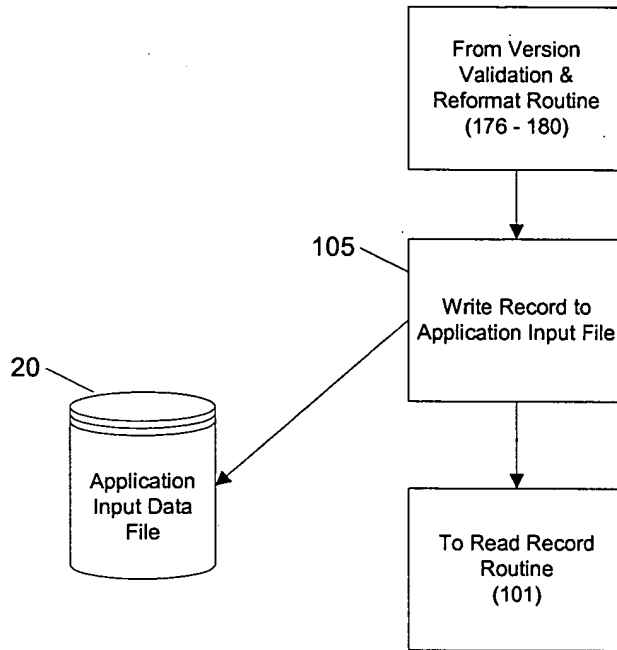 From Version
Validation &
Reformat Routine
(176 - 180)
105
Write Record to
Application Input File
20
Application
Input Data
File
To Read Record
Routine
(101)